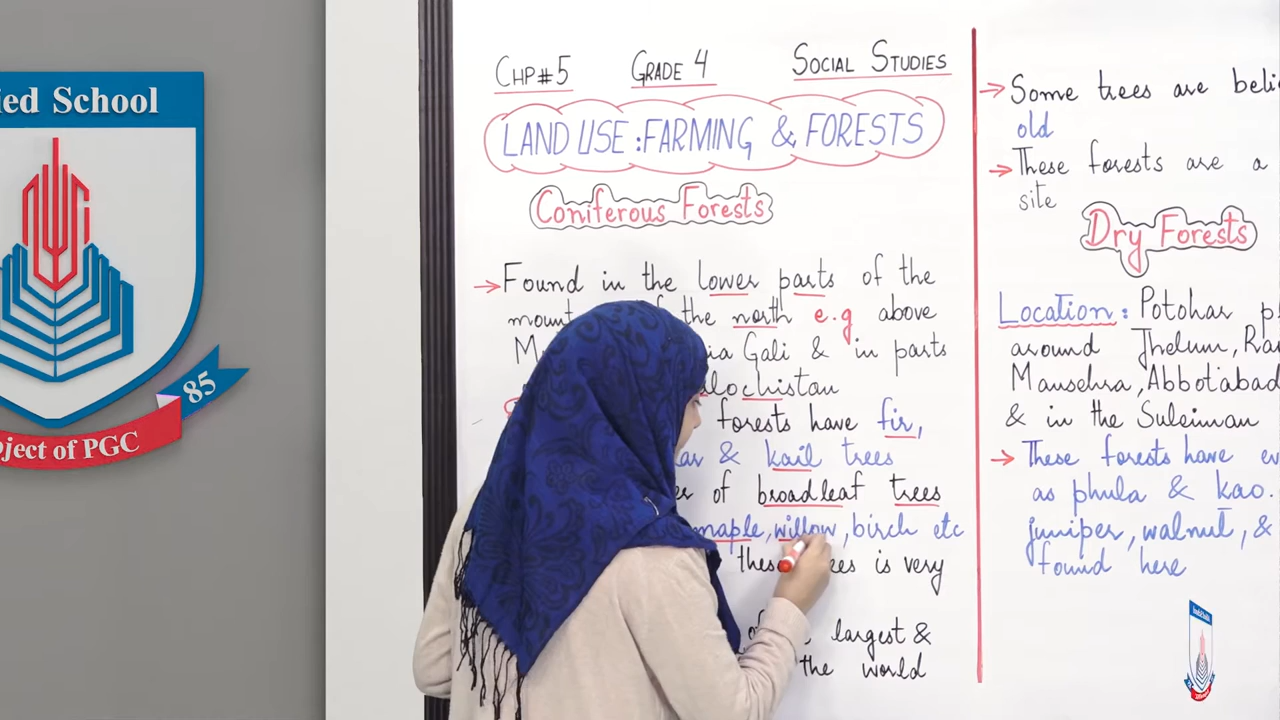 ied School
oject of PGC
85
CHP#5 GRADE 4 SOCIAL STUDIES
LAND USE: FARMING & FORESTS
Coniferous Forests
→ Found in the lower parts of the
the north e.g above
Gali & in parts
forests have fir,
& kail trees
of broadleaf trees
maple, willow, birch etc
is very
largest &
the world
→ Some trees are beli
old
→ These forests are a
site
Dry Forests
Location: Potohar p
around Jhelum, Ra
Mansehra, Abbotabad
& in the Suleiman
→ These forests have ev
as phula & kao.
juniper, walnut, &
found here